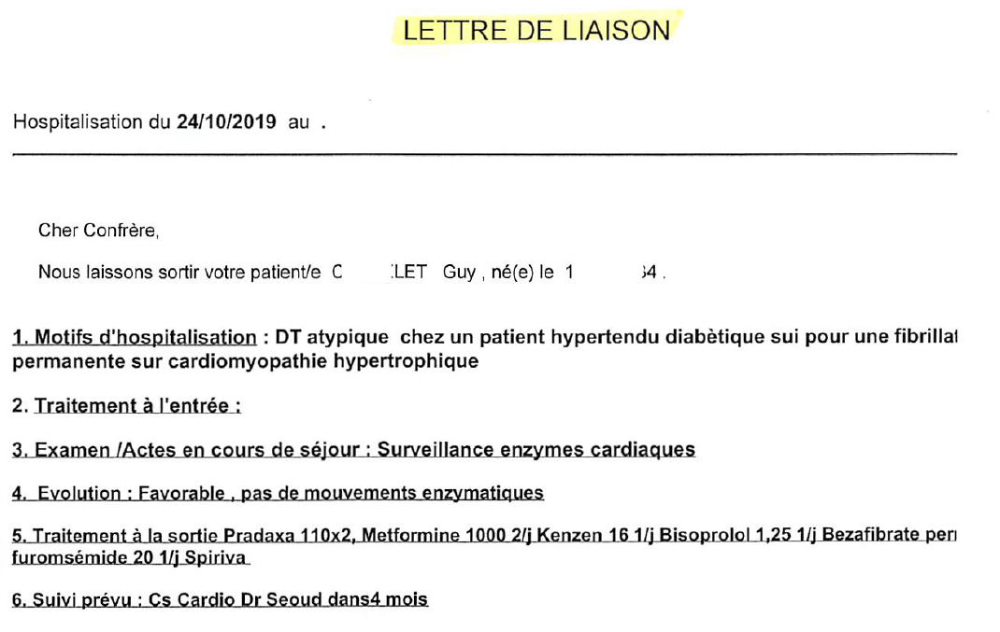 LETTRE DE LIAISON
Hospitalisation du 24/10/2019 au .
Cher Confrère,
Nous laissons sortir votre patient/e C LET Guy , né(e) le 1 4 .
1. Motifs d'hospitalisation : DT atypique chez un patient hypertendu diabètique sui pour une fibrillat
permanente sur cardiomyopathie hypertrophique
2. Traitement à l'entrée :
3. Examen /Actes en cours de séjour : Surveillance enzymes cardiaques
4. Evolution : Favorable , pas de mouvements enzymatiques
5. Traitement à la sortie Pradaxa 110x2, Metformine 1000 2/j Kenzen 16 1/j Bisoprolol 1,25 1/j Bezafibrate
furomsémide 20 1/j Spiriva
6. Suivi prévu : Cs Cardio Dr Seoud dans4 mois